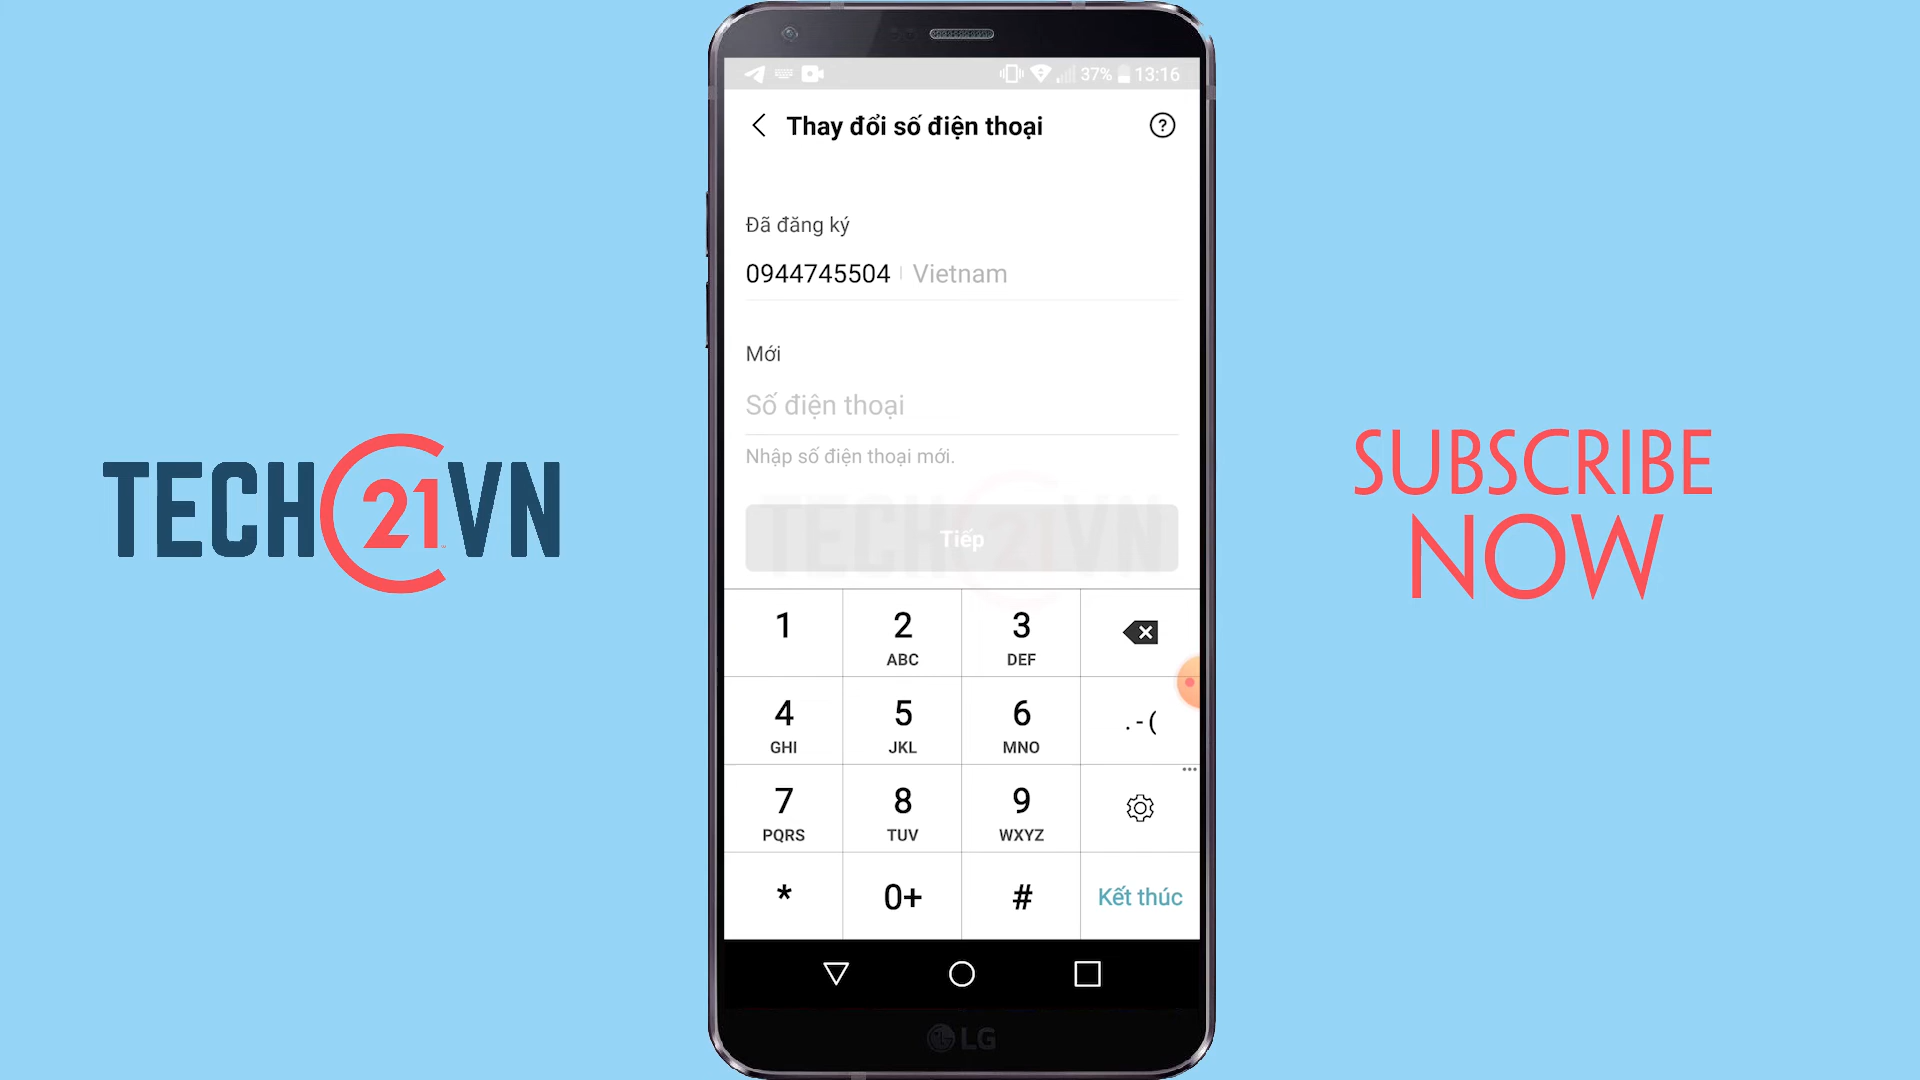 37% 13:16
Thay đổi số điện thoại
?
Đã đăng ký
0944745504 | Vietnam
Mới
Số điện thoại
Nhập số điện thoại mới.
Tiếp
TECH21VN
TECH 21 VN
SUBSCRIBE
NOW
1
2
ABC
3
DEF
4
GHI
5
JKL
6
MNO
. - (
7
PQRS
8
TUV
9
WXYZ
*
0+
#
Kết thúc
LG